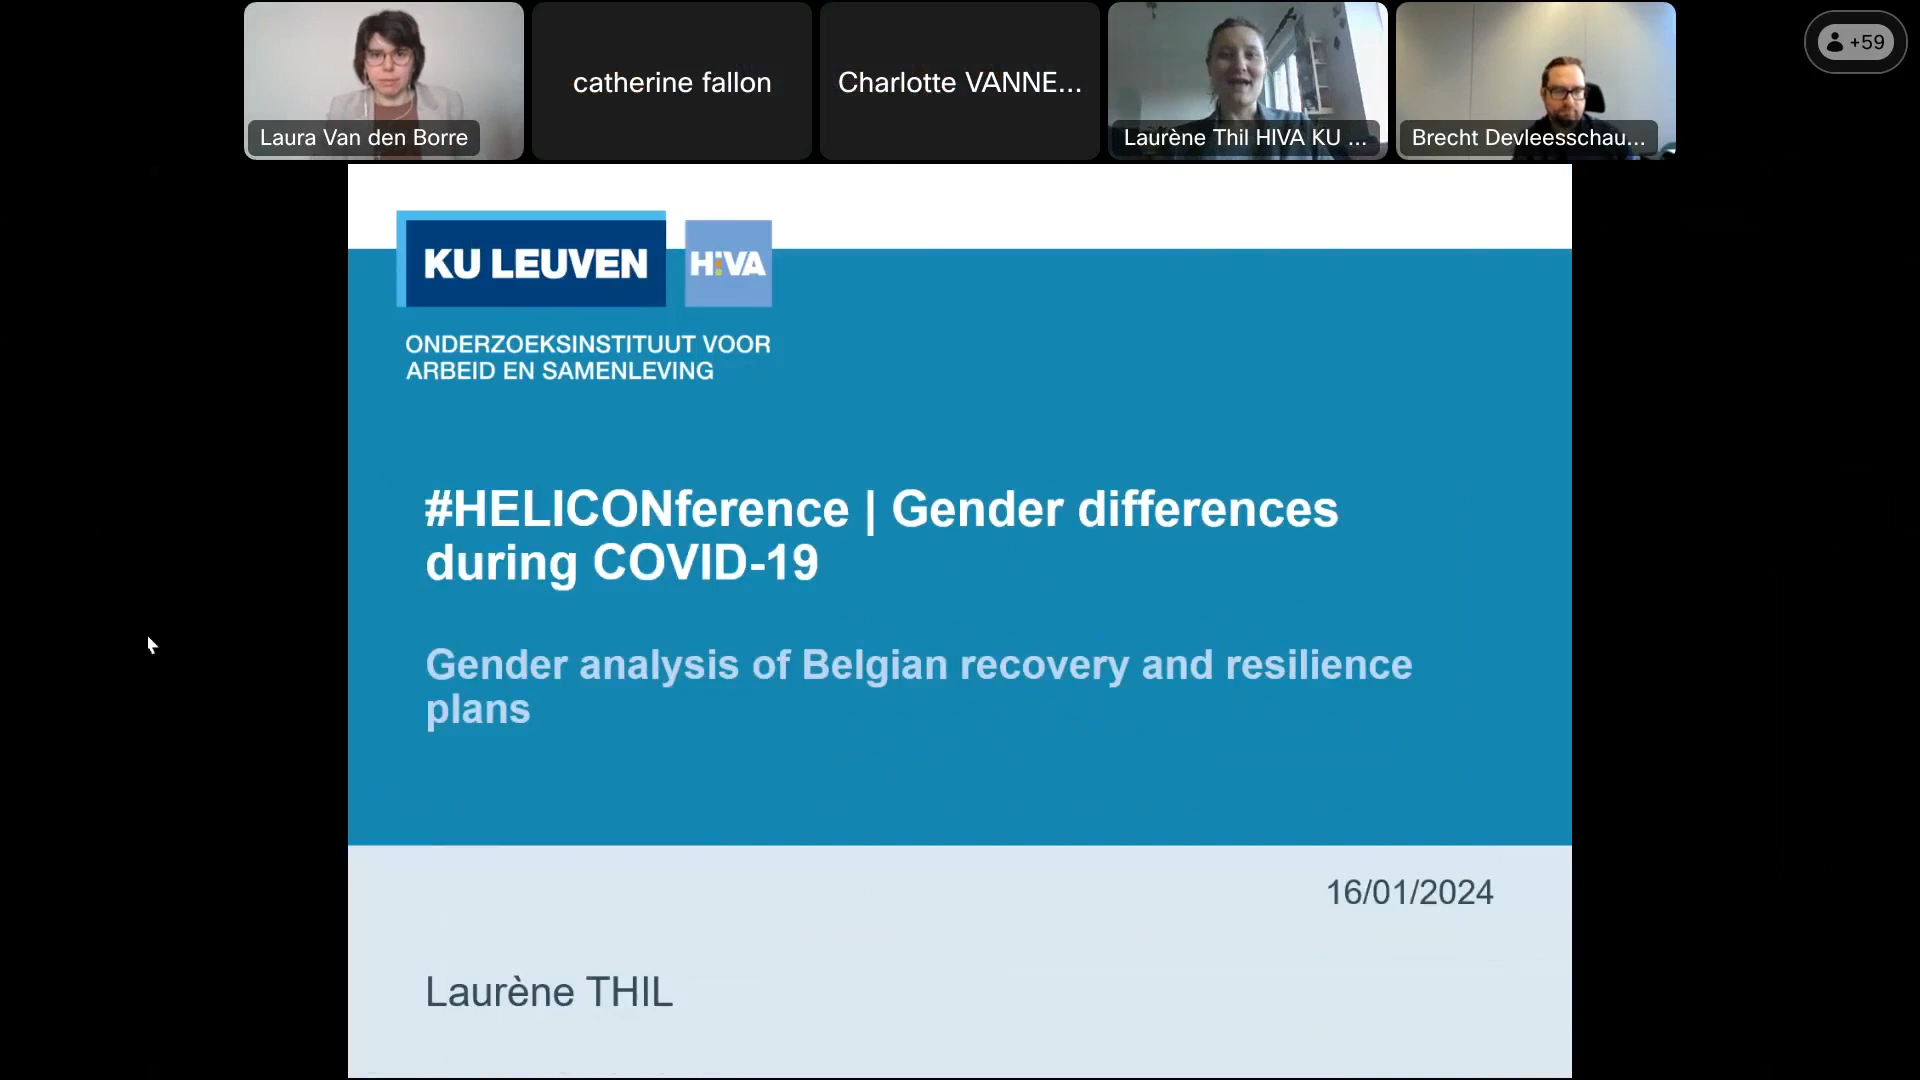 Laura Van den Borre
catherine fallon
Charlotte VANNE...
Laurène Thil HIVA KU ...
Brecht Devleesschau...
+59
KU LEUVEN
HIVA
ONDERZOEKSINSTITUUT VOOR
ARBEID EN SAMENLEVING
#HELICONference | Gender differences
during COVID-19
Gender analysis of Belgian recovery and resilience
plans
16/01/2024
Laurène THIL